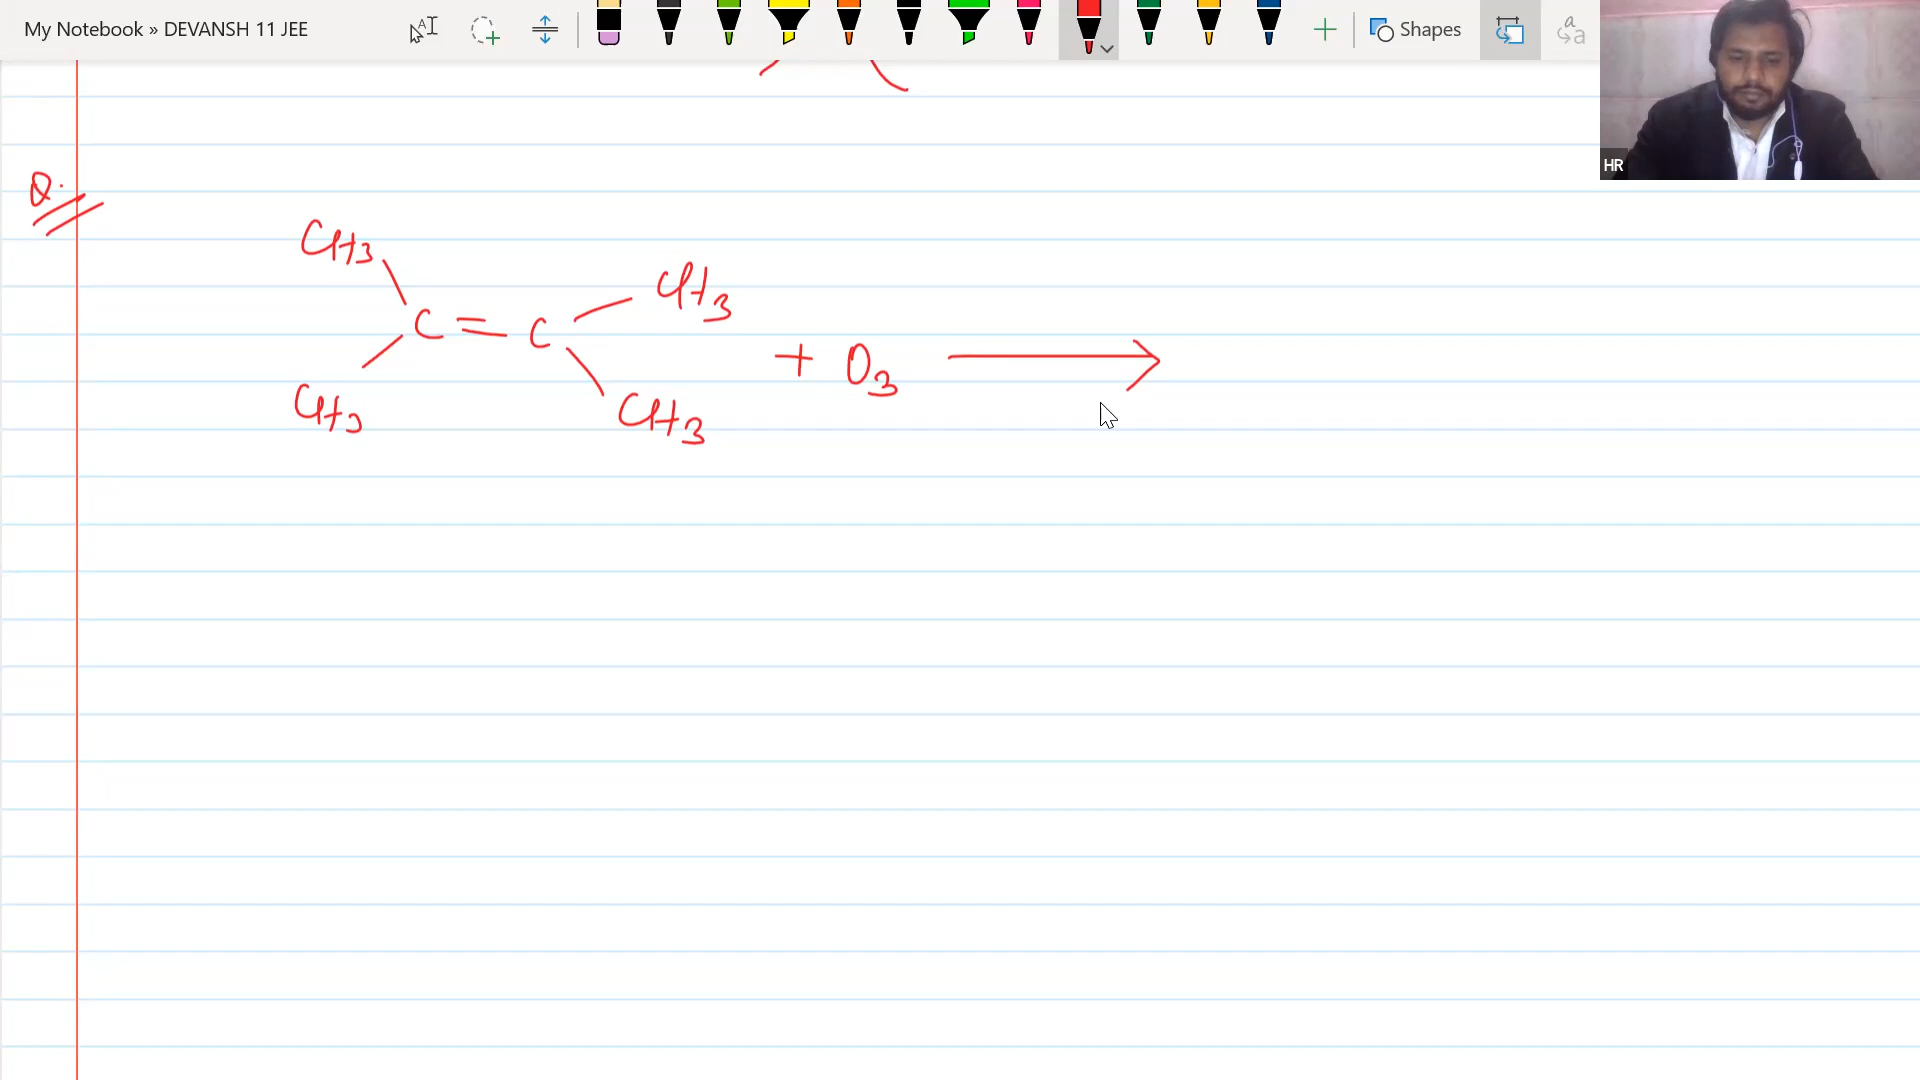 My Notebook » DEVANSH 11 JEE
Shapes
HR
Q.
CH3
CH3
C = C
+ O3
CH3
CH3